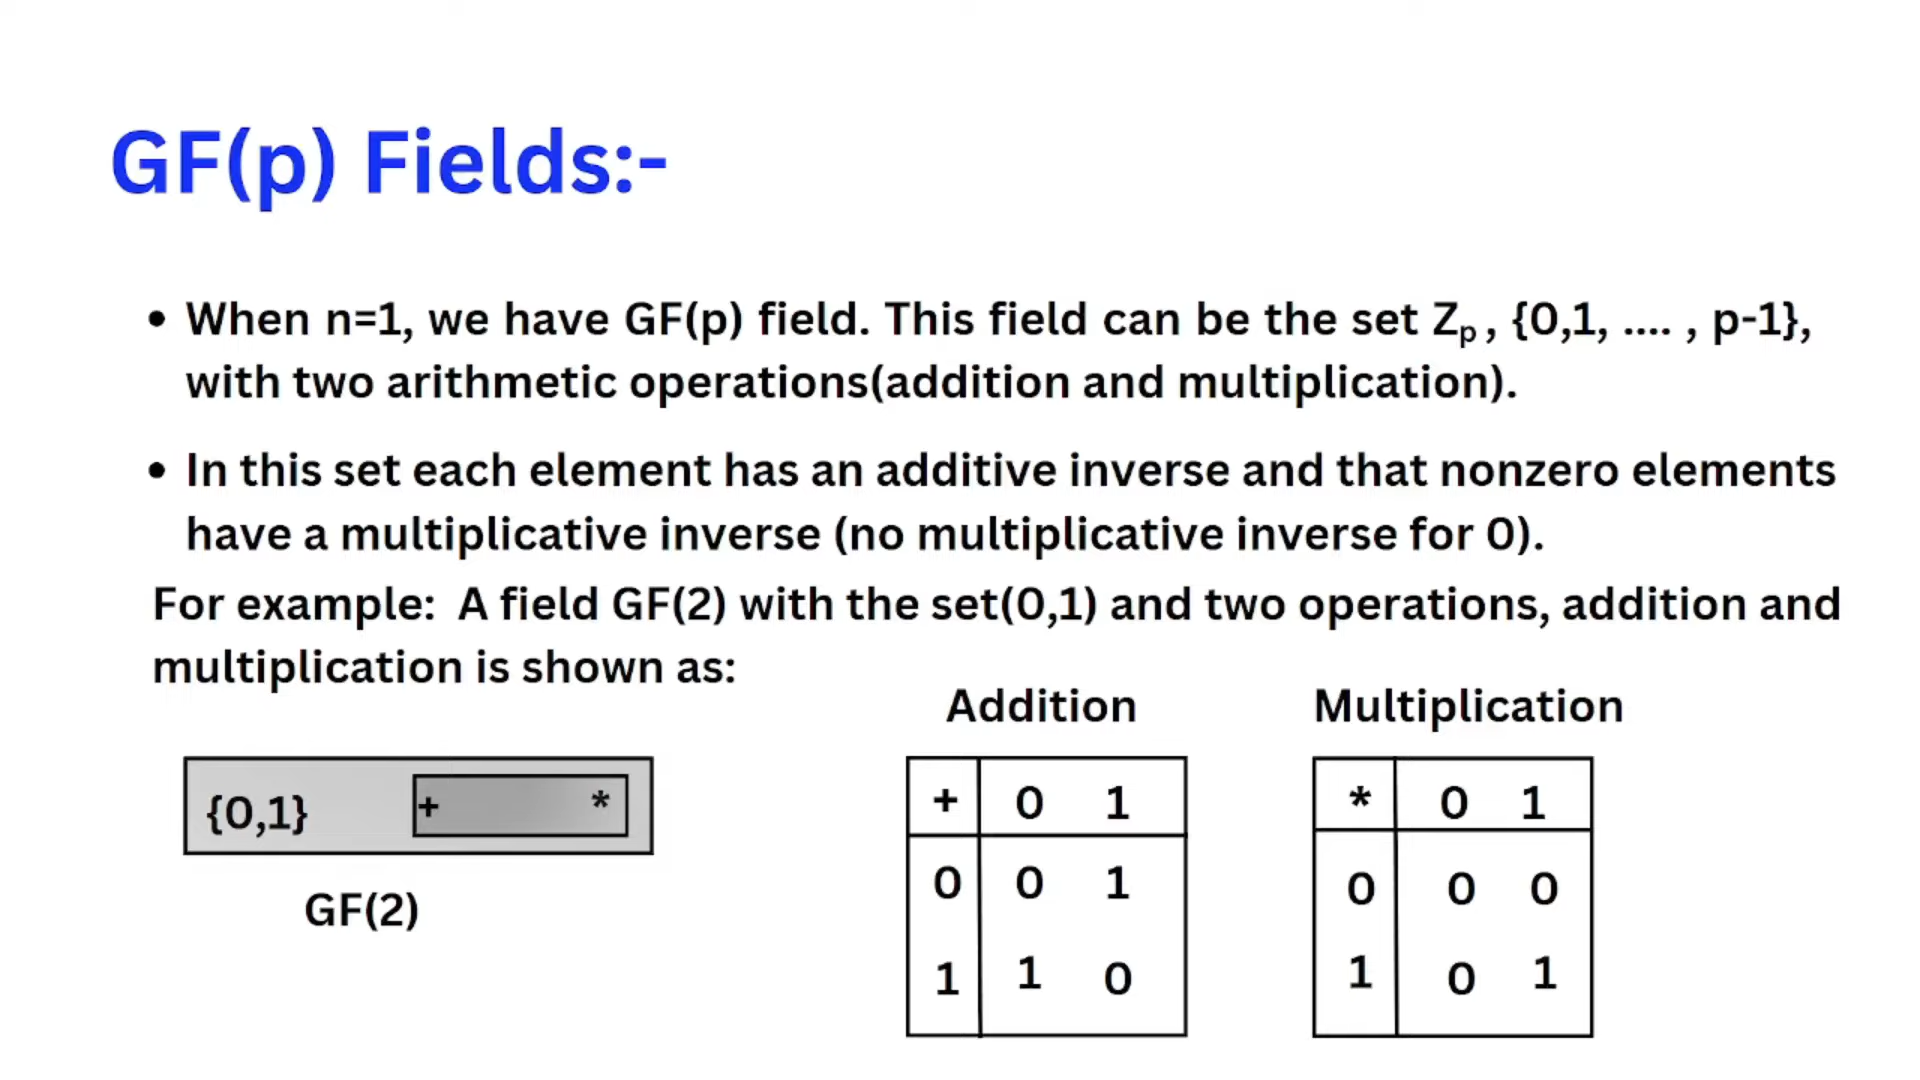 GF(p) Fields:-
• When n=1, we have GF(p) field. This field can be the set Zp , {0,1, .... , p-1},
with two arithmetic operations(addition and multiplication).
• In this set each element has an additive inverse and that nonzero elements
have a multiplicative inverse (no multiplicative inverse for 0).
For example: A field GF(2) with the set(0,1) and two operations, addition and
multiplication is shown as:
{0,1} + *
GF(2)
Addition
+ 0 1
0 0 1
1 1 0
Multiplication
* 0 1
0 0 0
1 0 1